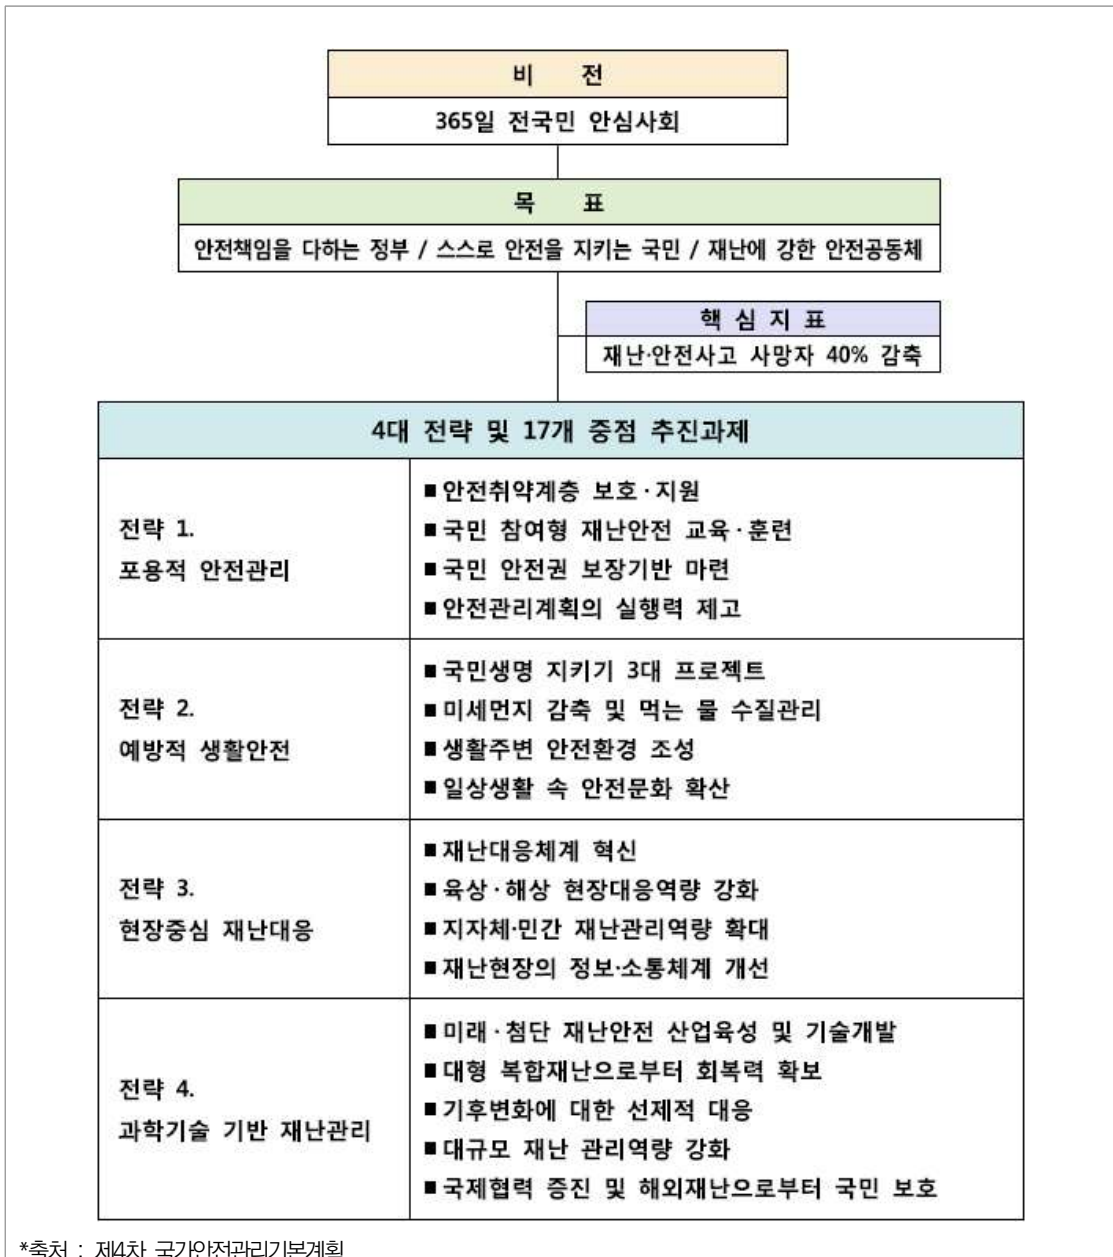 비 전
365일 전국민 안심사회
목 표
안전책임을 다하는 정부 / 스스로 안전을 지키는 국민 / 재난에 강한 안전공동체
핵 심 지 표
재난·안전사고 사망자 40% 감축
4대 전략 및 17개 중점 추진과제
전략 1.
포용적 안전관리
■ 안전취약계층 보호·지원
■ 국민 참여형 재난안전 교육·훈련
■ 국민 안전권 보장기반 마련
■ 안전관리계획의 실행력 제고
전략 2.
예방적 생활안전
■ 국민생명 지키기 3대 프로젝트
■ 미세먼지 감축 및 먹는 물 수질관리
■ 생활주변 안전환경 조성
■ 일상생활 속 안전문화 확산
전략 3.
현장중심 재난대응
■ 재난대응체계 혁신
■ 육상·해상 현장대응역량 강화
■ 지자체·민간 재난관리역량 확대
■ 재난현장의 정보·소통체계 개선
전략 4.
과학기술 기반 재난관리
■ 미래·첨단 재난안전 산업육성 및 기술개발
■ 대형 복합재난으로부터 회복력 확보
■ 기후변화에 대한 선제적 대응
■ 대규모 재난 관리역량 강화
■ 국제협력 증진 및 해외재난으로부터 국민 보호
*출처 : 제4차 국가안전관리기본계획